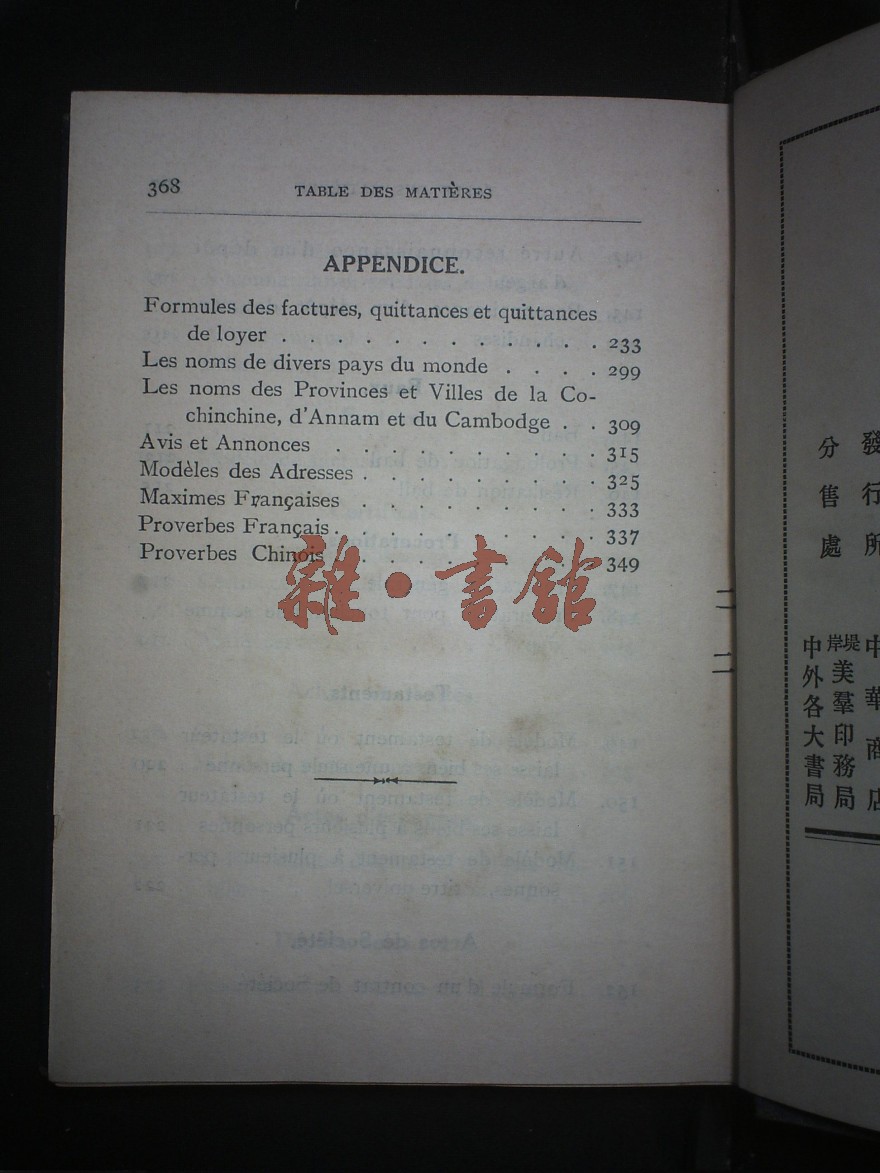 368 TABLE DES MATIÈRES
APPENDICE.
Formules des factures, quittances et quittances
de loyer . . . . . . . . . . . 233
Les noms de divers pays du monde . . . . 299
Les noms des Provinces et Villes de la Co-
chinchine, d'Annam et du Cambodge . . 309
Avis et Annonces . . . . . . . . . . 315
Modèles des Adresses . . . . . . . . . 325
Maximes Françaises . . . . . . . . . 333
Proverbes Français . . . . . . . . . . 337
Proverbes Chinois . . . . . . . . . 349
雜·書館
發行所
中華商店
分售處
堤岸美羣印務局
中外各大書局